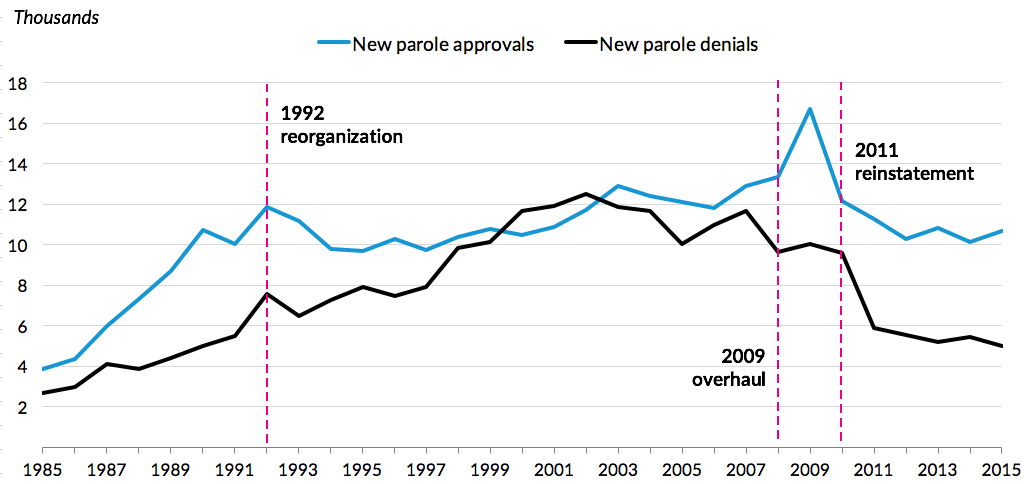 Thousands
New parole approvals New parole denials
18
16
14
12
10
8
6
4
2
1992
reorganization
2011
reinstatement
2009
overhaul
1985 1987 1989 1991 1993 1995 1997 1999 2001 2003 2005 2007 2009 2011 2013 2015